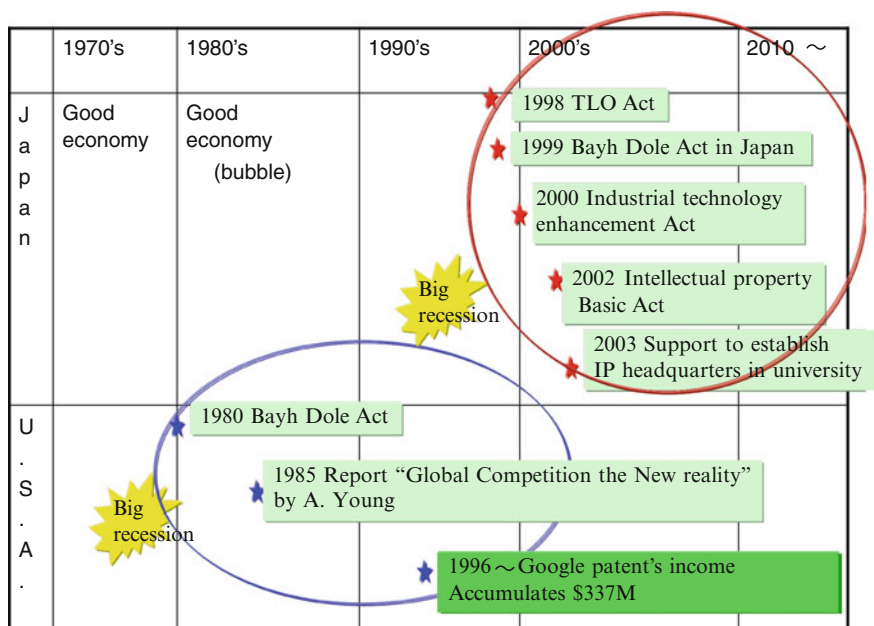 1970's 1980's 1990's 2000's 2010 ～
Japan
Good
economy
Good
economy
(bubble)
1998 TLO Act
1999 Bayh Dole Act in Japan
2000 Industrial technology
enhancement Act
2002 Intellectual property
Basic Act
2003 Support to establish
IP headquarters in university
Big
recession
U.S.A.
1980 Bayh Dole Act
1985 Report “Global Competition the New reality”
by A. Young
Big
recession
1996～Google patent's income
Accumulates $337M